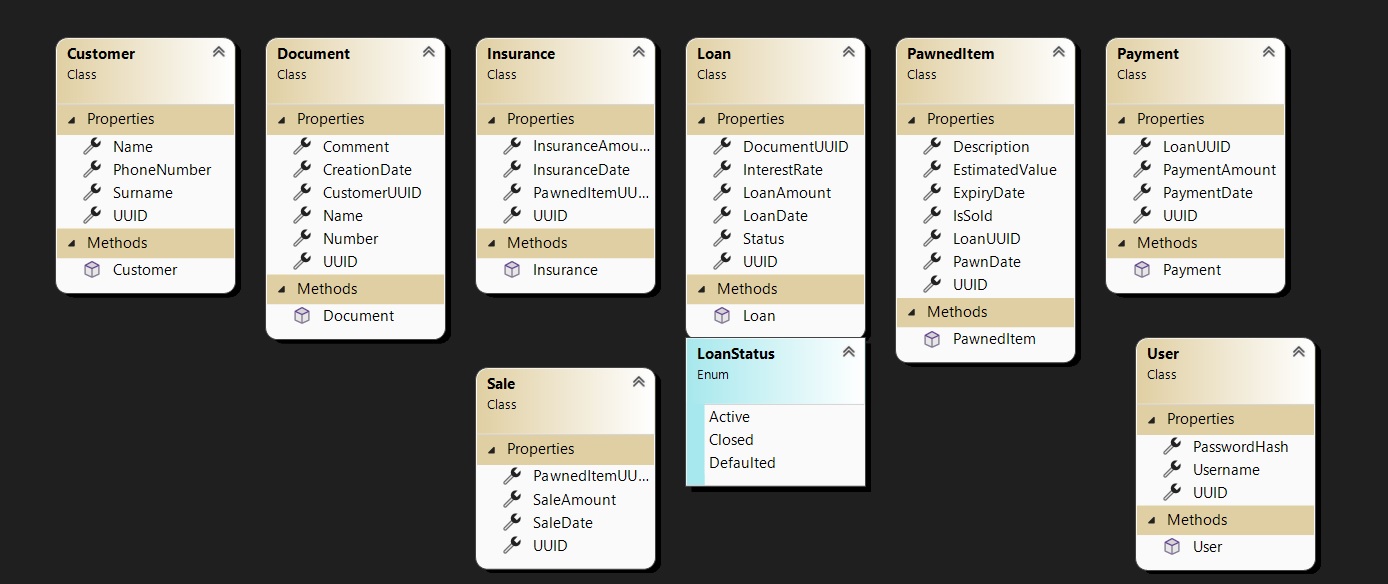 Customer
Class
Properties
Name
PhoneNumber
Surname
UUID
Methods
Customer
Document
Class
Properties
Comment
CreationDate
CustomerUUID
Name
Number
UUID
Methods
Document
Insurance
Class
Properties
InsuranceAmou...
InsuranceDate
PawnedItemUU...
UUID
Methods
Insurance
Loan
Class
Properties
DocumentUUID
InterestRate
LoanAmount
LoanDate
Status
UUID
Methods
Loan
PawnedItem
Class
Properties
Description
EstimatedValue
ExpiryDate
IsSold
LoanUUID
PawnDate
UUID
Methods
PawnedItem
Payment
Class
Properties
LoanUUID
PaymentAmount
PaymentDate
UUID
Methods
Payment
Sale
Class
Properties
PawnedItemUU...
SaleAmount
SaleDate
UUID
LoanStatus
Enum
Active
Closed
Defaulted
User
Class
Properties
PasswordHash
Username
UUID
Methods
User